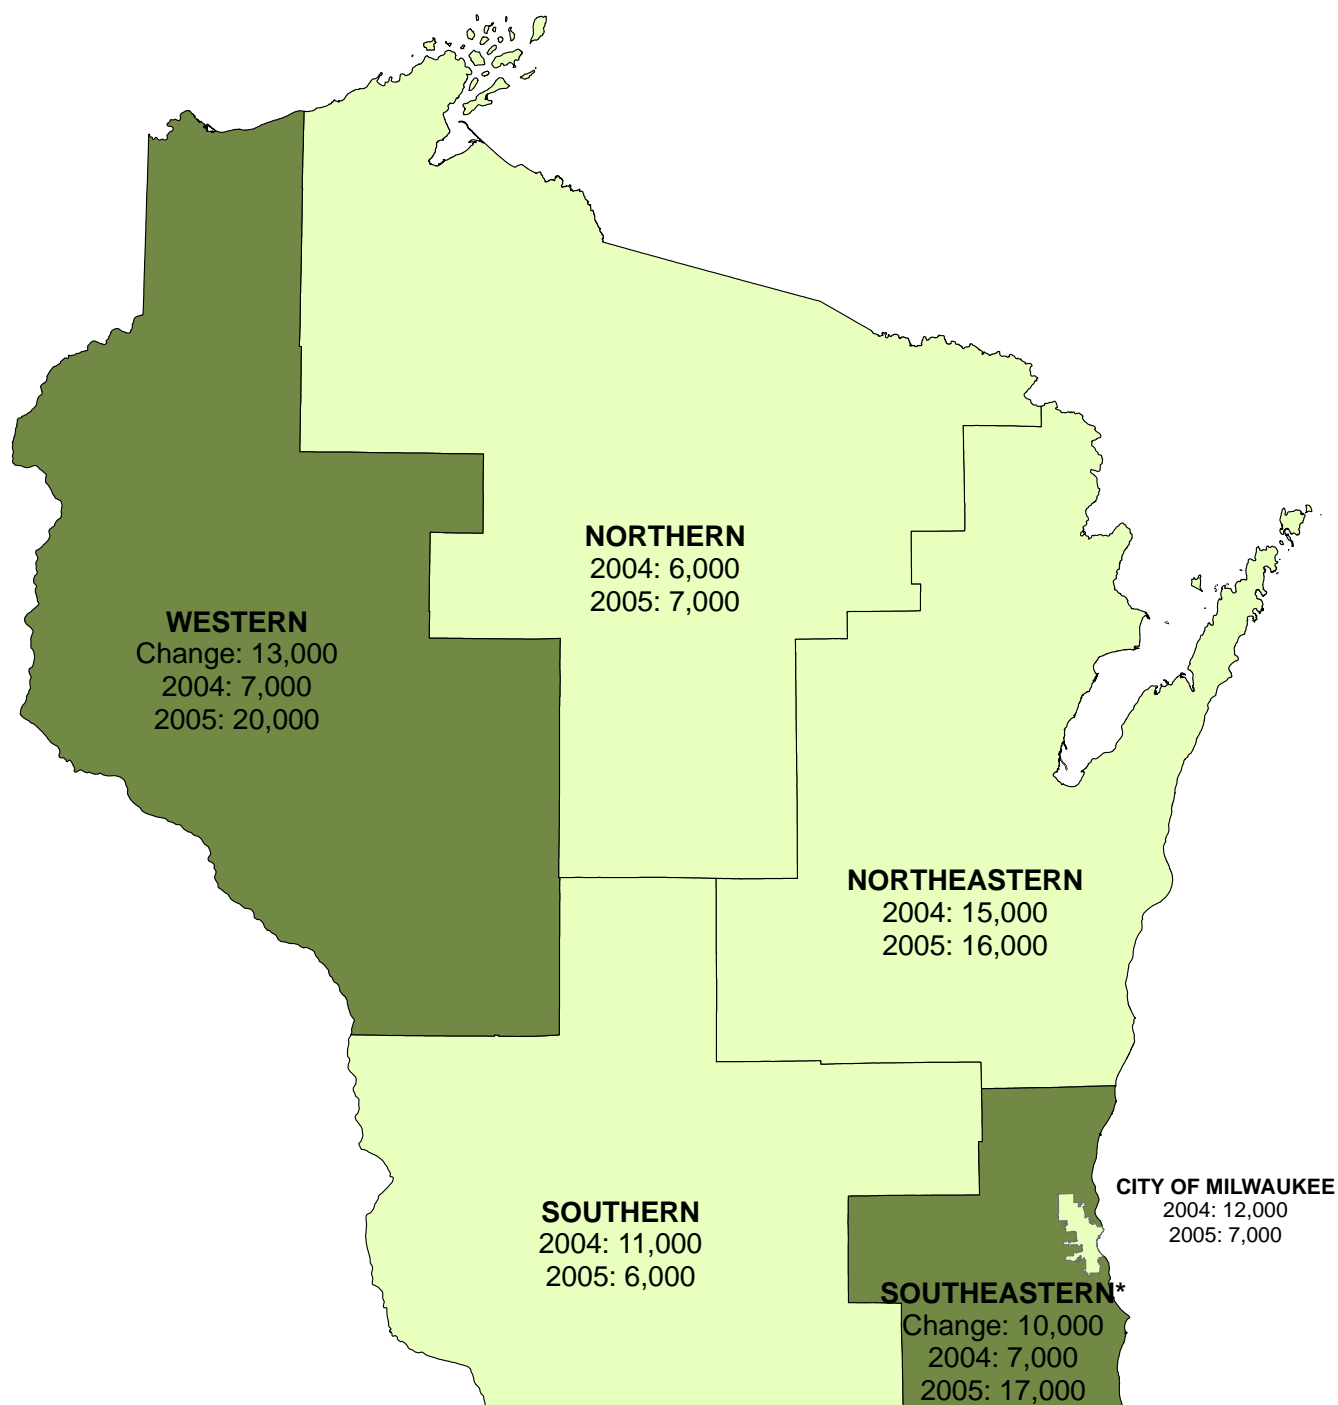 NORTHERN
2004: 6,000
2005: 7,000
WESTERN
Change: 13,000
2004: 7,000
2005: 20,000
NORTHEASTERN
2004: 15,000
2005: 16,000
CITY OF MILWAUKEE
2004: 12,000
2005: 7,000
SOUTHERN
2004: 11,000
2005: 6,000
SOUTHEASTERN*
Change: 10,000
2004: 7,000
2005: 17,000